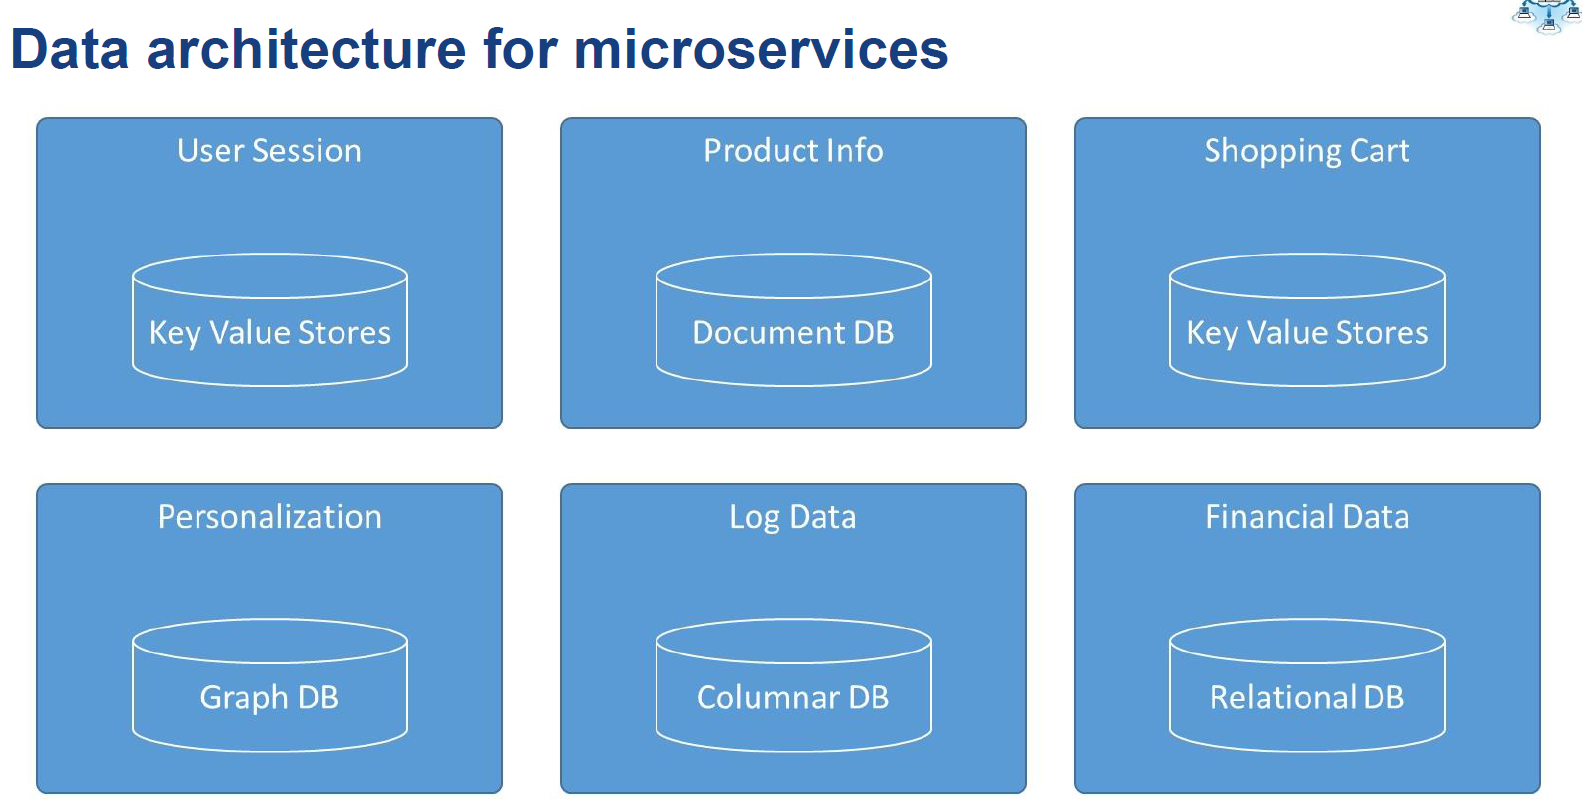 Data architecture for microservices
User Session
Key Value Stores
Product Info
Document DB
Shopping Cart
Key Value Stores
Personalization
Graph DB
Log Data
Columnar DB
Financial Data
Relational DB